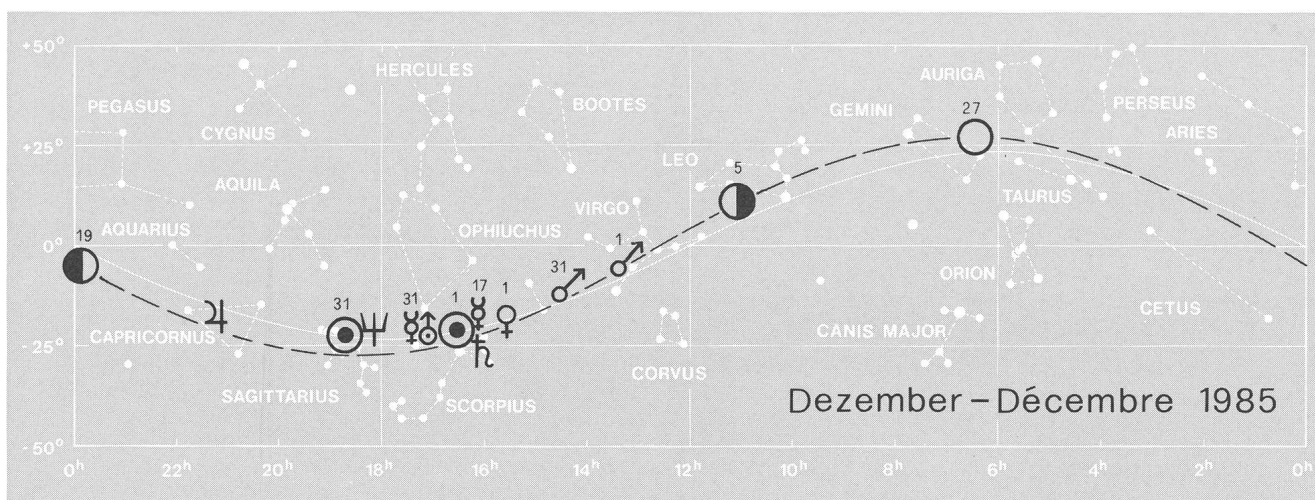 +50°
HERCULES
AURIGA
PEGASUS
BOOTES
GEMINI
PERSEUS
CYGNUS
27
ARIES
+25°
LEO
5
AQUILA
TAURUS
VIRGO
19
AQUARIUS
OPHIUCHUS
1
0°
31
ORION
31
31
1
17
1
CETUS
CAPRICORNUS
CANIS MAJOR
-25°
CORVUS
SAGITTARIUS
SCORPIUS
Dezember – Décembre 1985
-50°
0h 22h 20h 18h 16h 14h 12h 10h 8h 6h 4h 2h 0h